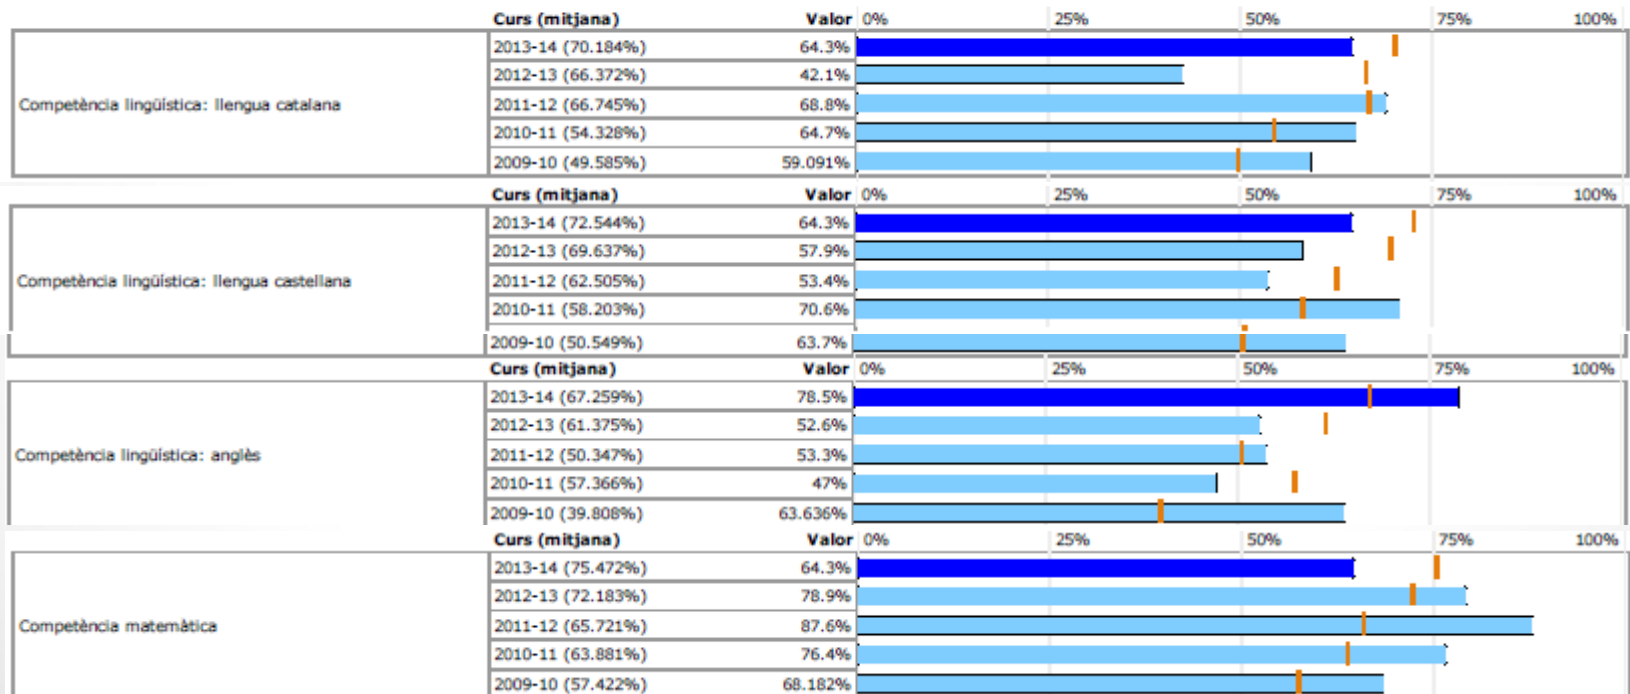 Curs (mitjana) Valor 0% 25% 50% 75% 100%
2013-14 (70.184%) 64.3%
2012-13 (66.372%) 42.1%
Competència lingüística: llengua catalana 2011-12 (66.745%) 68.8%
2010-11 (54.328%) 64.7%
2009-10 (49.585%) 59.091%
Curs (mitjana) Valor 0% 25% 50% 75% 100%
2013-14 (72.544%) 64.3%
2012-13 (69.637%) 57.9%
Competència lingüística: llengua castellana 2011-12 (62.505%) 53.4%
2010-11 (58.203%) 70.6%
2009-10 (50.549%) 63.7%
Curs (mitjana) Valor 0% 25% 50% 75% 100%
2013-14 (67.259%) 78.5%
2012-13 (61.375%) 52.6%
Competència lingüística: anglès 2011-12 (50.347%) 53.3%
2010-11 (57.366%) 47%
2009-10 (39.808%) 63.636%
Curs (mitjana) Valor 0% 25% 50% 75% 100%
2013-14 (75.472%) 64.3%
2012-13 (72.183%) 78.9%
Competència matemàtica 2011-12 (65.721%) 87.6%
2010-11 (63.881%) 76.4%
2009-10 (57.422%) 68.182%